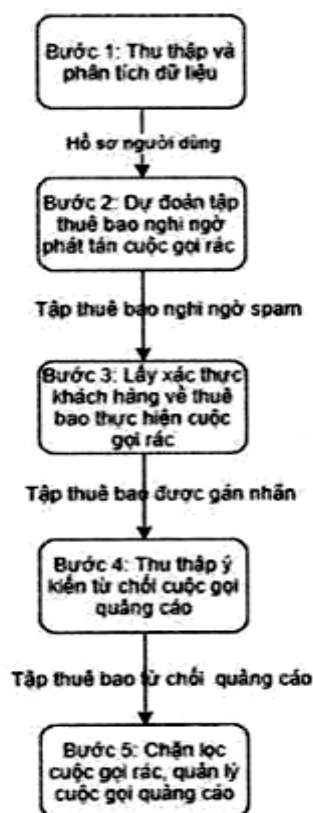 Bước 1: Thu thập và
phân tích dữ liệu
Hồ sơ người dùng
Bước 2: Dự đoán tập
thuê bao nghi ngờ
phát tán cuộc gọi rác
Tập thuê bao nghi ngờ spam
Bước 3: Lấy xác thực
khách hàng về thuê
bao thực hiện cuộc
gọi rác
Tập thuê bao được gán nhãn
Bước 4: Thu thập ý
kiến từ chối cuộc gọi
quảng cáo
Tập thuê bao từ chối quảng cáo
Bước 5: Chặn lọc
cuộc gọi rác, quản lý
cuộc gọi quảng cáo